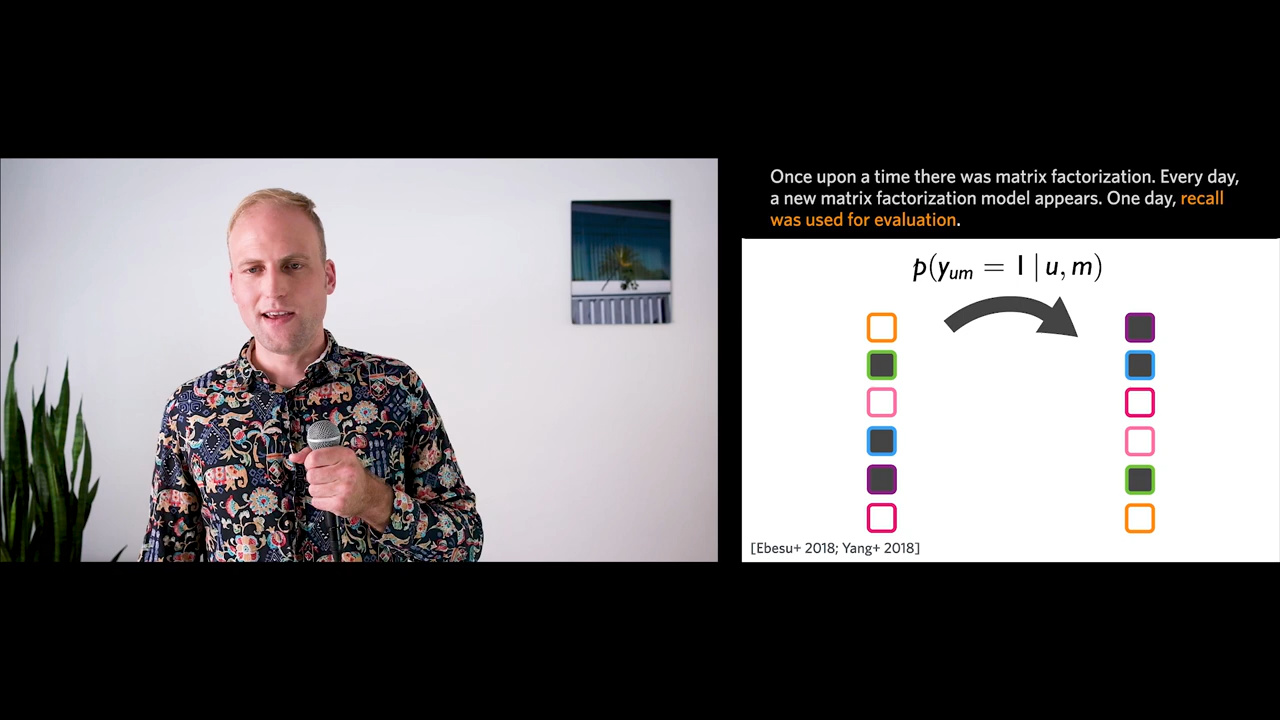 Once upon a time there was matrix factorization. Every day,
a new matrix factorization model appears. One day, recall
was used for evaluation.
p(y_um = 1 | u, m)
[Ebesu+ 2018; Yang+ 2018]